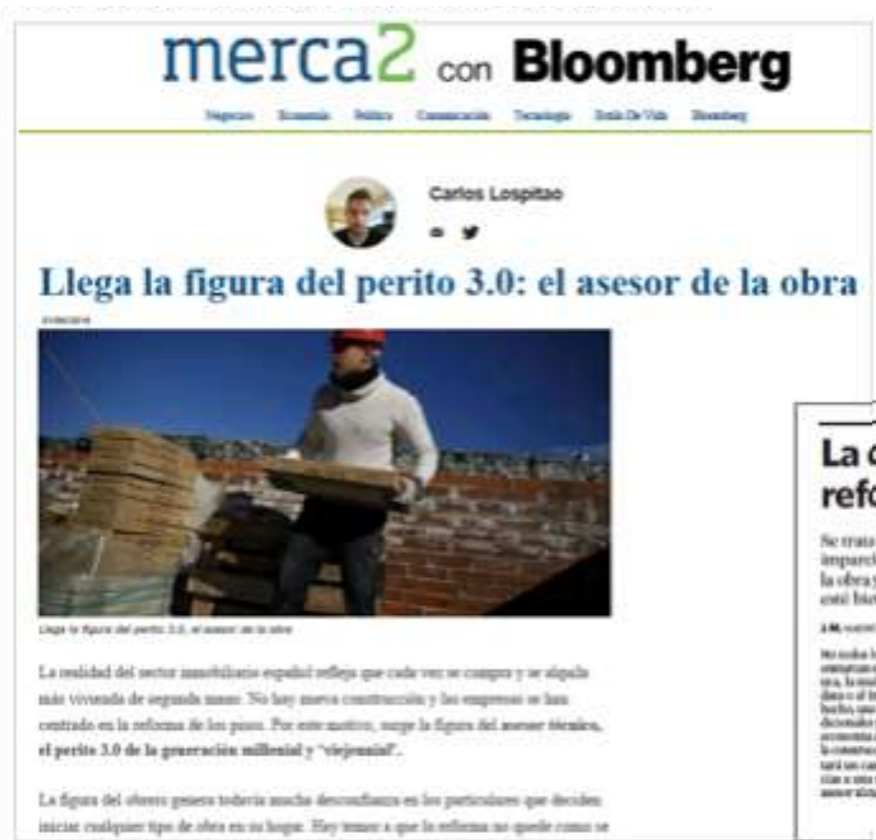 merca2 con Bloomberg
Negocios Economía Política Comunicación Tecnología Estilo De Vida Bloomberg
Carlos Lospitao
Llega la figura del perito 3.0: el asesor de la obra
Llega la figura del perito 3.0, el asesor de la obra
La realidad del sector inmobiliario español refleja que cada vez se compra y se alquila
más vivienda de segunda mano. No hay nueva construcción y las empresas se han
centrado en la reforma de los pisos. Por este motivo, surge la figura del asesor técnico,
el perito 3.0 de la generación millenial y "viejennial".
La figura del obrero genera todavía mucha desconfianza en los particulares que deciden
iniciar cualquier tipo de obra en su hogar. Hay temor a que la reforma no quede como se
La
Se trata
la obra y